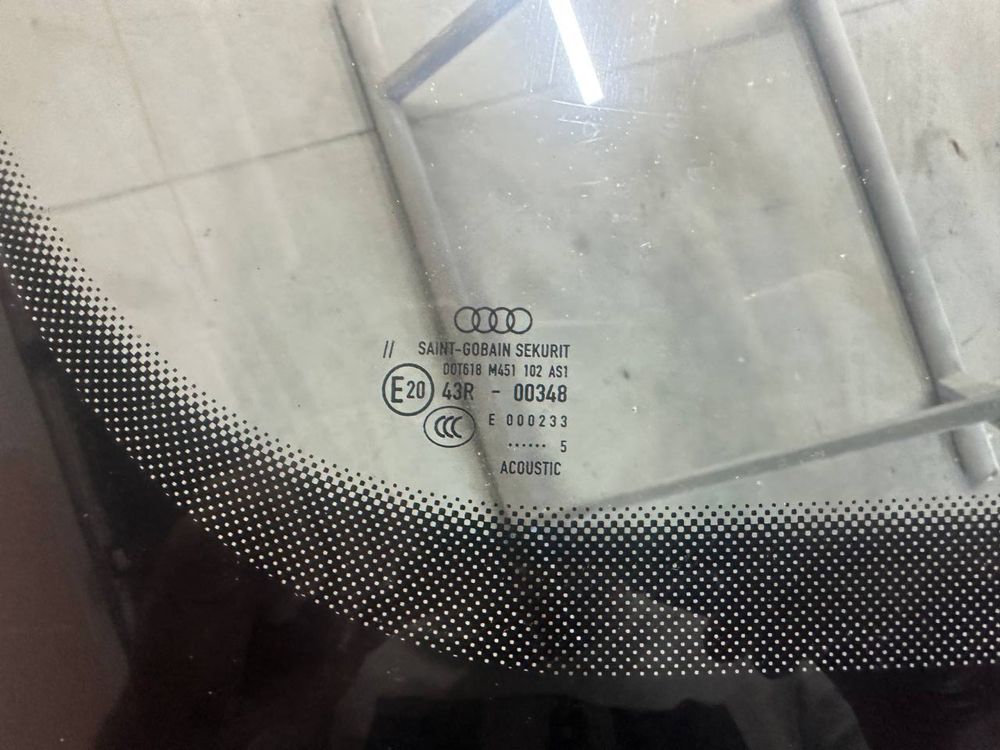 // SAINT-GOBAIN SEKURIT
DOT618 M451 102 AS1
E20 43R - 00348
CCC E 000233
...... 5
ACOUSTIC